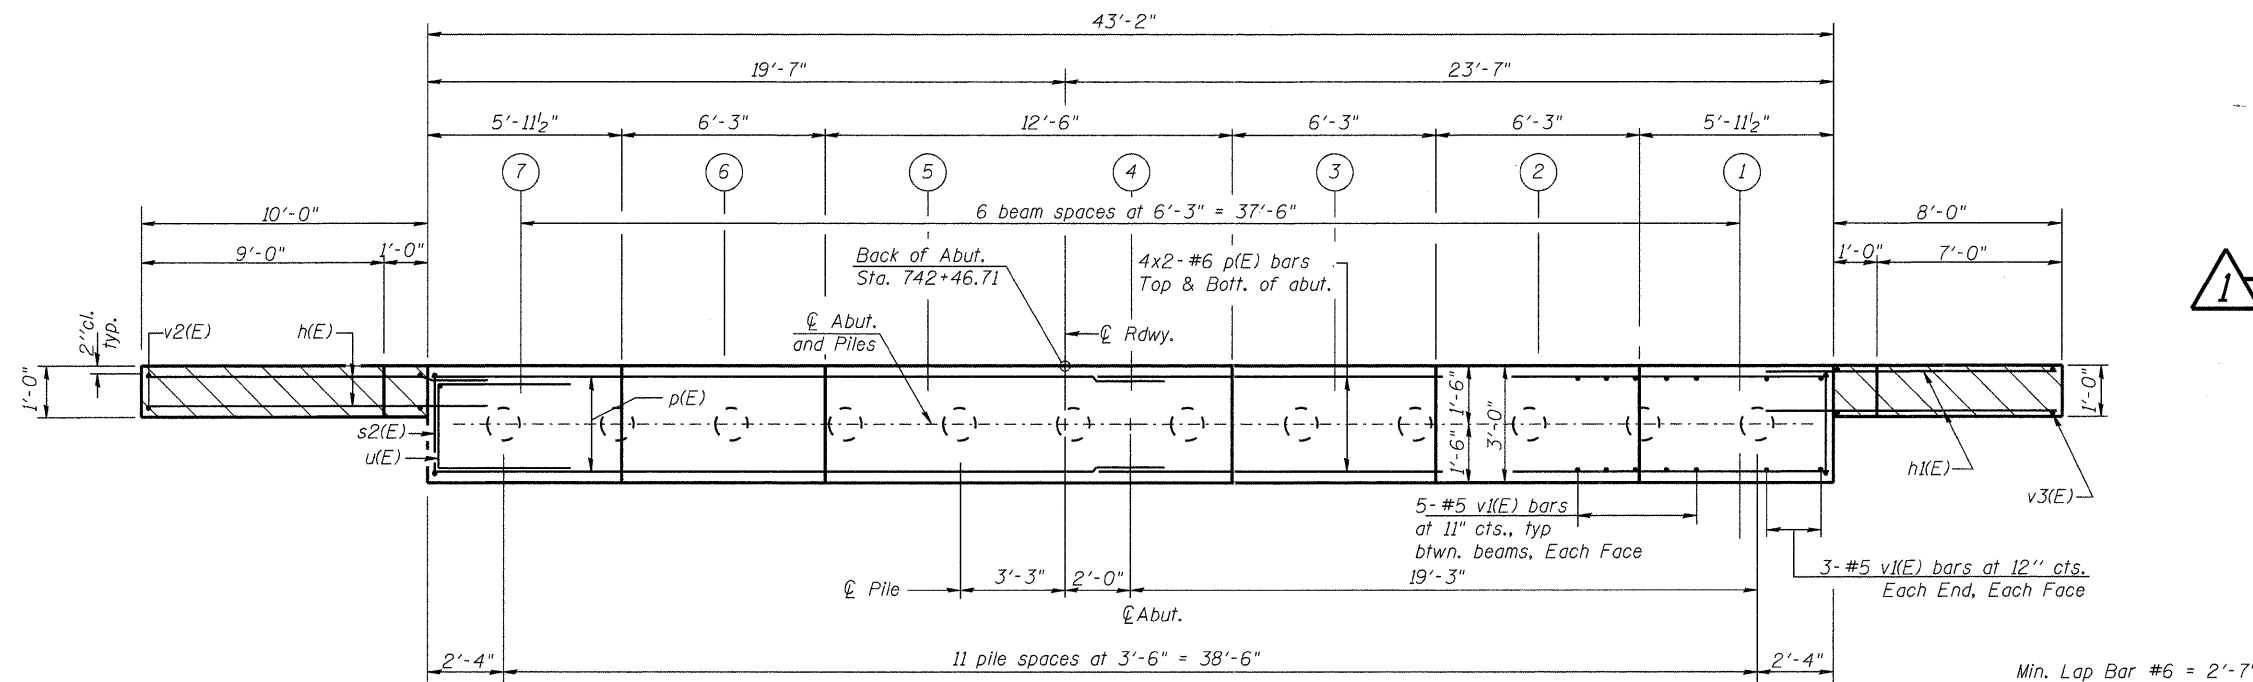 43'-2"
19'-7" 23'-7"
5'-11½" 6'-3" 12'-6" 6'-3" 6'-3" 5'-11½"
7 6 5 4 3 2 1
10'-0" 6 beam spaces at 6'-3" = 37'-6" 8'-0"
9'-0" 1'-0" 1'-0" 7'-0"
Back of Abut.
Sta. 742+46.71
4x2-#6 p(E) bars
Top & Bott. of abut.
1
℄ Abut.
and Piles
℄ Rdwy.
2"cl.
typ.
v2(E) h(E)
1'-0"
p(E)
s2(E)
u(E)
1'-6"
1'-6"
3'-0"
1'-0"
h1(E)
v3(E)
5-#5 v1(E) bars
at 11" cts., typ
btwn. beams, Each Face
3-#5 v1(E) bars at 12" cts.
Each End, Each Face
℄ Pile 3'-3" 2'-0" 19'-3"
℄ Abut.
2'-4" 11 pile spaces at 3'-6" = 38'-6" 2'-4"
Min. Lap Bar #6 = 2'-7"